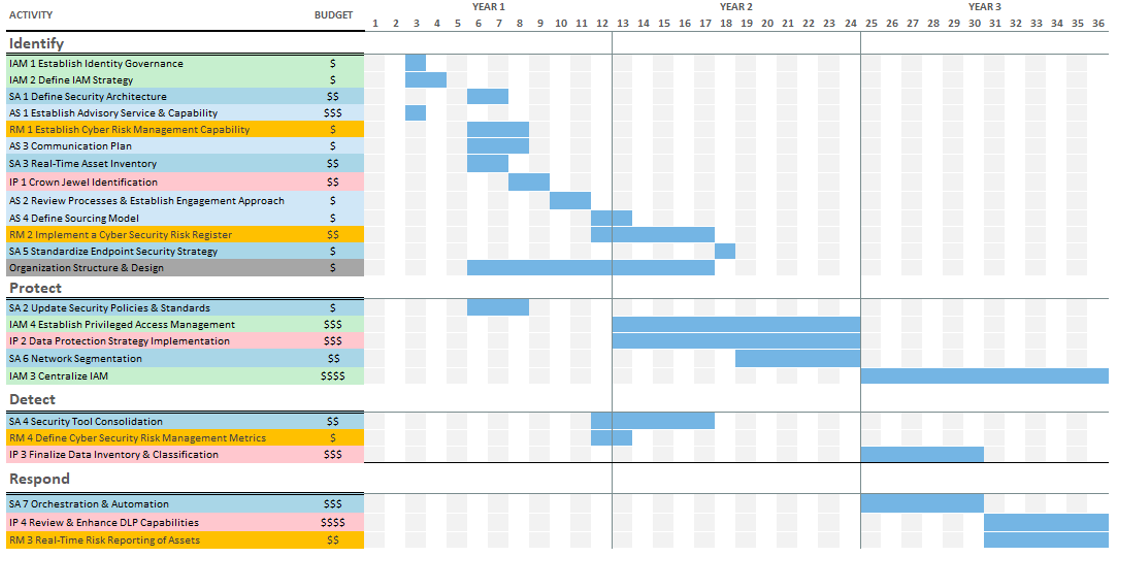 YEAR 1 YEAR 2 YEAR 3
ACTIVITY BUDGET
1 2 3 4 5 6 7 8 9 10 11 12 13 14 15 16 17 18 19 20 21 22 23 24 25 26 27 28 29 30 31 32 33 34 35 36
Identify
IAM 1 Establish Identity Governance $
IAM 2 Define IAM Strategy $
SA 1 Define Security Architecture $$
AS 1 Establish Advisory Service & Capability $$$
RM 1 Establish Cyber Risk Management Capability $
AS 3 Communication Plan $
SA 3 Real-Time Asset Inventory $$
IP 1 Crown Jewel Identification $$
AS 2 Review Processes & Establish Engagement Approach $
AS 4 Define Sourcing Model $
RM 2 Implement a Cyber Security Risk Register $$
SA 5 Standardize Endpoint Security Strategy $
Organization Structure & Design $
Protect
SA 2 Update Security Policies & Standards $
IAM 4 Establish Privileged Access Management $$$
IP 2 Data Protection Strategy Implementation $$$
SA 6 Network Segmentation $$
IAM 3 Centralize IAM $$$$
Detect
SA 4 Security Tool Consolidation $$
RM 4 Define Cyber Security Risk Management Metrics $
IP 3 Finalize Data Inventory & Classification $$$
Respond
SA 7 Orchestration & Automation $$$
IP 4 Review & Enhance DLP Capabilities $$$$
RM 3 Real-Time Risk Reporting of Assets $$